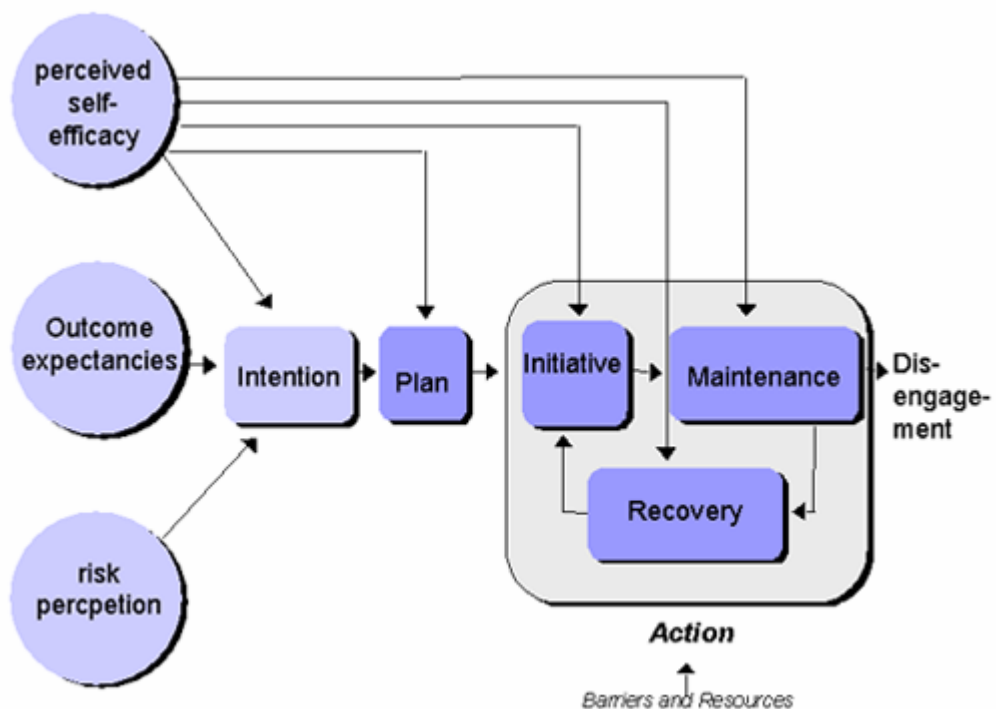 perceived
self-
efficacy
Outcome
expectancies
risk
percpetion
Intention
Plan
Initiative
Maintenance
Recovery
Dis-
engage-
ment
Action
Barriers and Resources